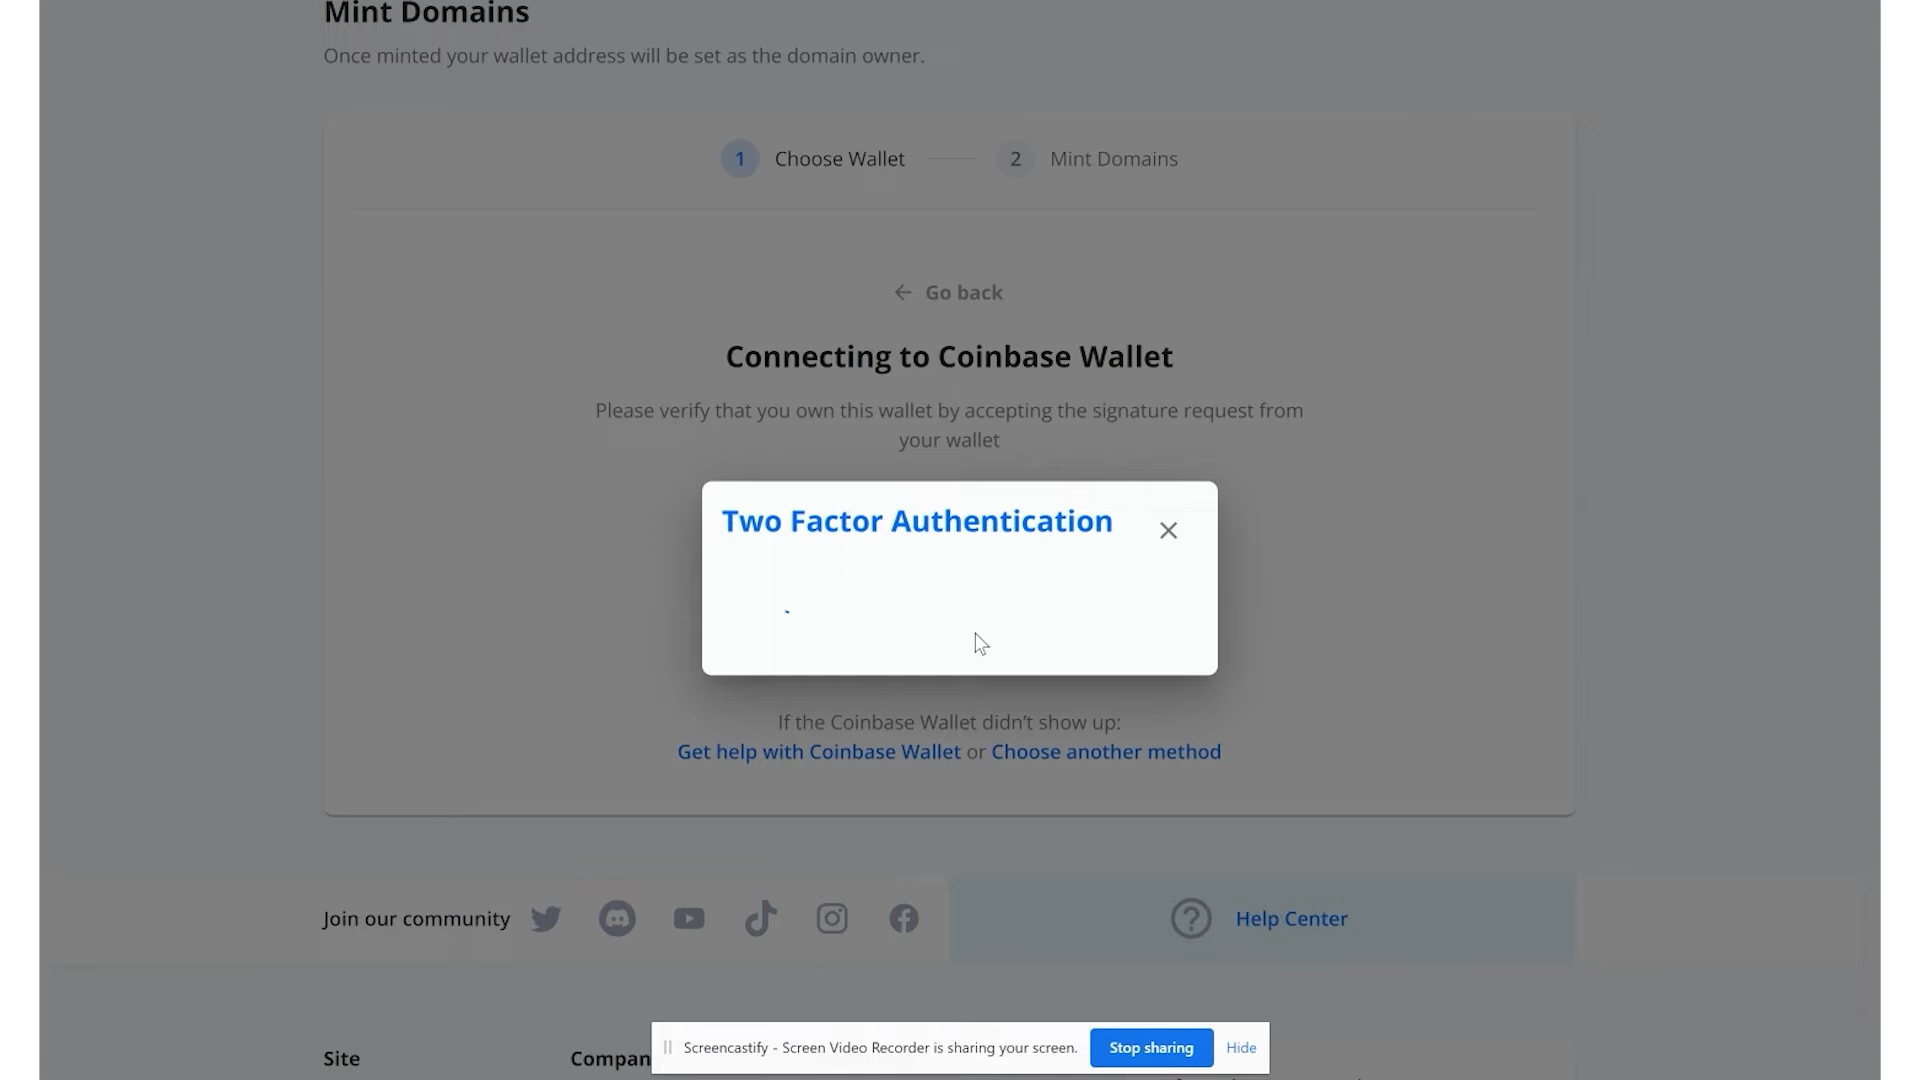 Mint Domains
Once minted your wallet address will be set as the domain owner.
1 Choose Wallet 2 Mint Domains
Go back
Connecting to Coinbase Wallet
Please verify that you own this wallet by accepting the signature request from
your wallet
Two Factor Authentication
If the Coinbase Wallet didn't show up:
Get help with Coinbase Wallet or Choose another method
Join our community
? Help Center
Site
Compan
Screencastify - Screen Video Recorder is sharing your screen. Stop sharing Hide